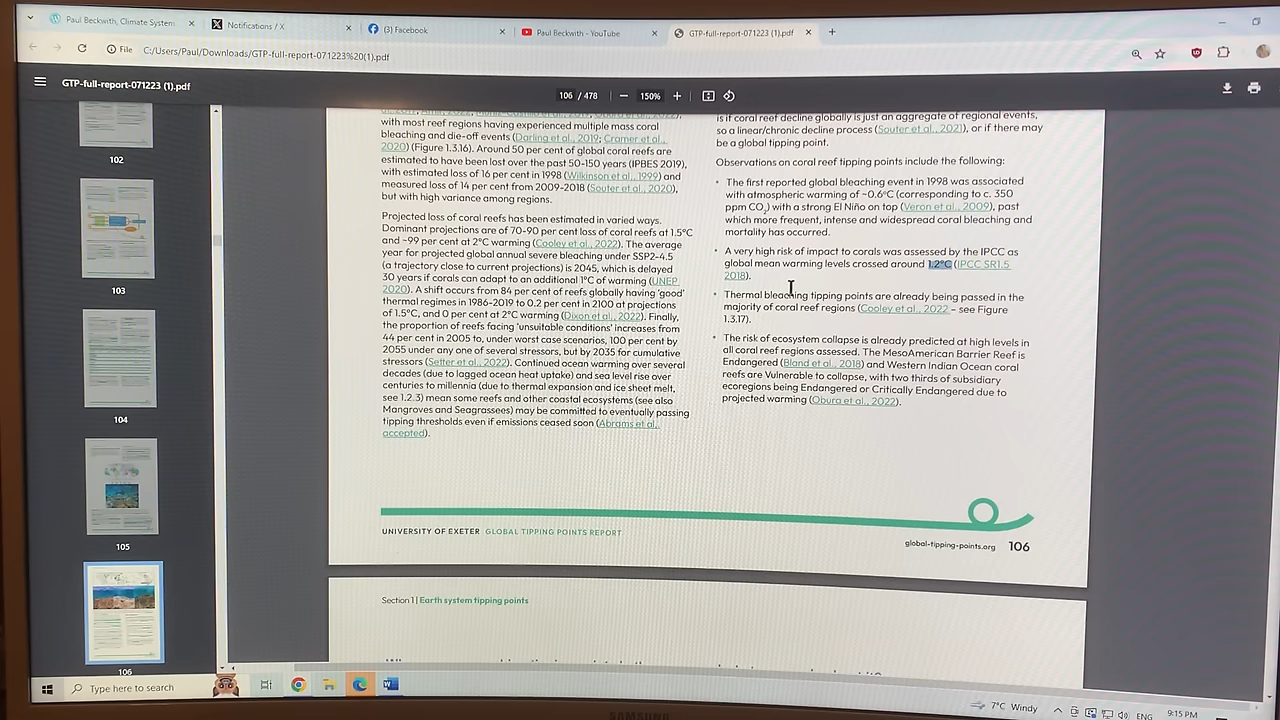 Paul Beckwith, Climate System
Notifications / X
(3) Facebook
Paul Beckwith - YouTube
GTP-full-report-071223 (1).pdf
File
C:/Users/Paul/Downloads/GTP-full-report-071223%20(1).pdf
GTP-full-report-071223 (1).pdf
106 / 478
150%
102
103
104
105
106
with most reef regions having experienced multiple mass coral
bleaching and die-off events (Darling et al., 2019; Cramer et al.,
2020) (Figure 1.3.16). Around 50 per cent of global coral reefs are
estimated to have been lost over the past 50-150 years (IPBES 2019),
with estimated loss of 16 per cent in 1998 (Wilkinson et al., 1999) and
measured loss of 14 per cent from 2009-2018 (Souter et al., 2020),
but with high variance among regions.
Projected loss of coral reefs has been estimated in varied ways.
Dominant projections are of 70-90 per cent loss of coral reefs at 1.5°C
and ~99 per cent at 2°C warming (Cooley et al., 2022). The average
year for projected global annual severe bleaching under SSP2-4.5
(a trajectory close to current projections) is 2045, which is delayed
30 years if corals can adapt to an additional 1°C of warming (UNEP
2020). A shift occurs from 84 per cent of reefs globally having 'good'
thermal regimes in 1986-2019 to 0.2 per cent in 2100 at projections
of 1.5°C, and 0 per cent at 2°C warming (Dixon et al., 2022). Finally,
the proportion of reefs facing 'unsuitable conditions' increases from
44 per cent in 2005 to, under worst case scenarios, 100 per cent by
2055 under any one of several stressors, but by 2035 for cumulative
stressors (Setter et al., 2022). Continued ocean warming over several
decades (due to lagged ocean heat uptake) and sea level rise over
centuries to millennia (due to thermal expansion and ice sheet melt,
see 1.2.3) mean some reefs and other coastal ecosystems (see also
Mangroves and Seagrasses) may be committed to eventually passing
tipping thresholds even if emissions ceased soon (Abrams et al.,
accepted).
is if coral reef decline globally is just an aggregate of regional events,
so a linear/chronic decline process (Souter et al., 2021), or if there may
be a global tipping point.
Observations on coral reef tipping points include the following:
• The first reported global bleaching event in 1998 was associated
with atmospheric warming of ~0.6°C (corresponding to c. 350
ppm CO2) with a strong El Niño on top (Veron et al., 2009), past
which more frequent, intense and widespread coral bleaching and
mortality has occurred.
• A very high risk of impact to corals was assessed by the IPCC as
global mean warming levels crossed around 1.2°C (IPCC SR1.5
2018).
• Thermal bleaching tipping points are already being passed in the
majority of coral reef regions (Cooley et al., 2022 – see Figure
1.3.17).
• The risk of ecosystem collapse is already predicted at high levels in
all coral reef regions assessed. The MesoAmerican Barrier Reef is
Endangered (Bland et al., 2018) and Western Indian Ocean coral
reefs are Vulnerable to collapse, with two thirds of subsidiary
ecoregions being Endangered or Critically Endangered due to
projected warming (Obura et al., 2022).
UNIVERSITY OF EXETER GLOBAL TIPPING POINTS REPORT
global-tipping-points.org 106
Section 1 | Earth system tipping points
Type here to search
7°C Windy
ENG
9:15 PM
SAMSUNG